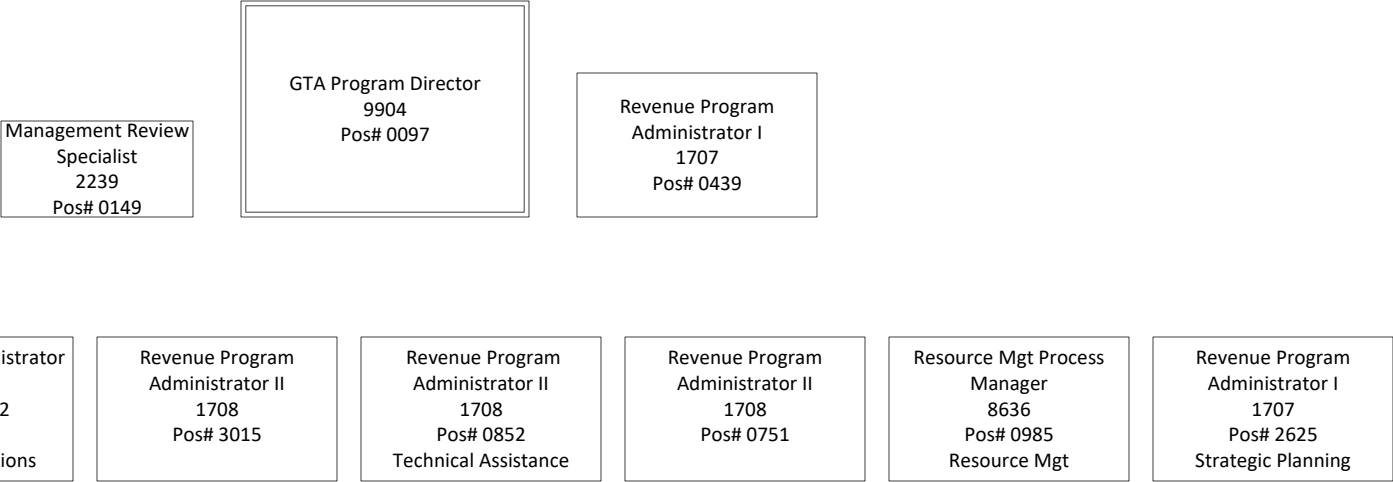 GTA Program Director
9904
Pos# 0097
Revenue Program
Administrator I
1707
Pos# 0439
Management Review
Specialist
2239
Pos# 0149
Revenue Program
Administrator II
1708
Pos# 3015
Revenue Program
Administrator II
1708
Pos# 0852
Technical Assistance
Revenue Program
Administrator II
1708
Pos# 0751
Resource Mgt Process
Manager
8636
Pos# 0985
Resource Mgt
Revenue Program
Administrator I
1707
Pos# 2625
Strategic Planning